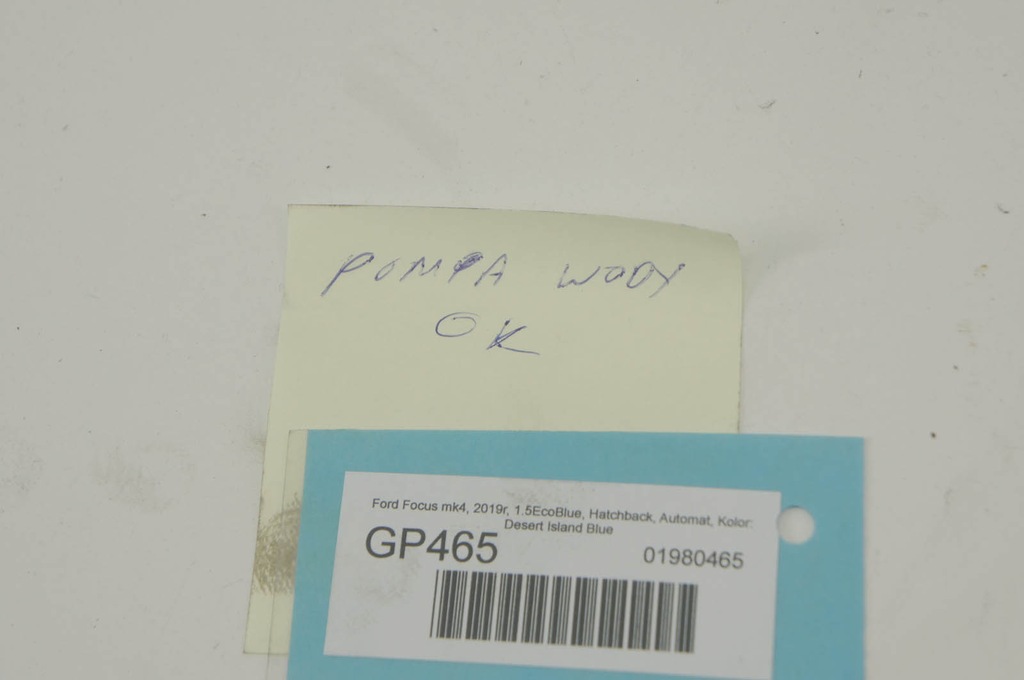 POMPA WODY
OK
Ford Focus mk4, 2019r, 1.5EcoBlue, Hatchback, Automat, Kolor:
Desert Island Blue
GP465
01980465